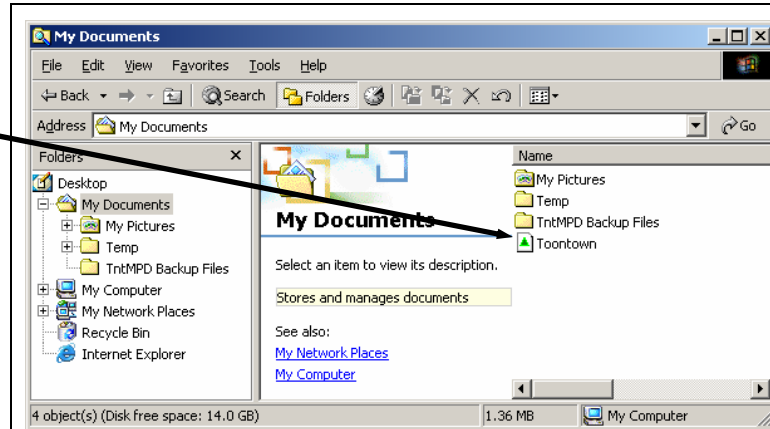 My Documents
File Edit View Favorites Tools Help
Back Search Folders
Address My Documents Go
Folders
Desktop
My Documents
My Pictures
Temp
TntMPD Backup Files
My Computer
My Network Places
Recycle Bin
Internet Explorer
My Documents
Select an item to view its description.
Stores and manages documents
See also:
My Network Places
My Computer
Name
My Pictures
Temp
TntMPD Backup Files
Toontown
4 object(s) (Disk free space: 14.0 GB) 1.36 MB My Computer